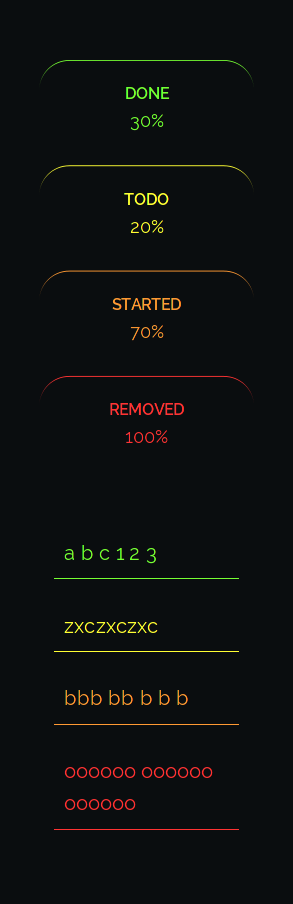 DONE
30%
TODO
20%
STARTED
70%
REMOVED
100%
a b c 1 2 3
zxczxczxc
bbb bb b b b
oooooo oooooo
oooooo